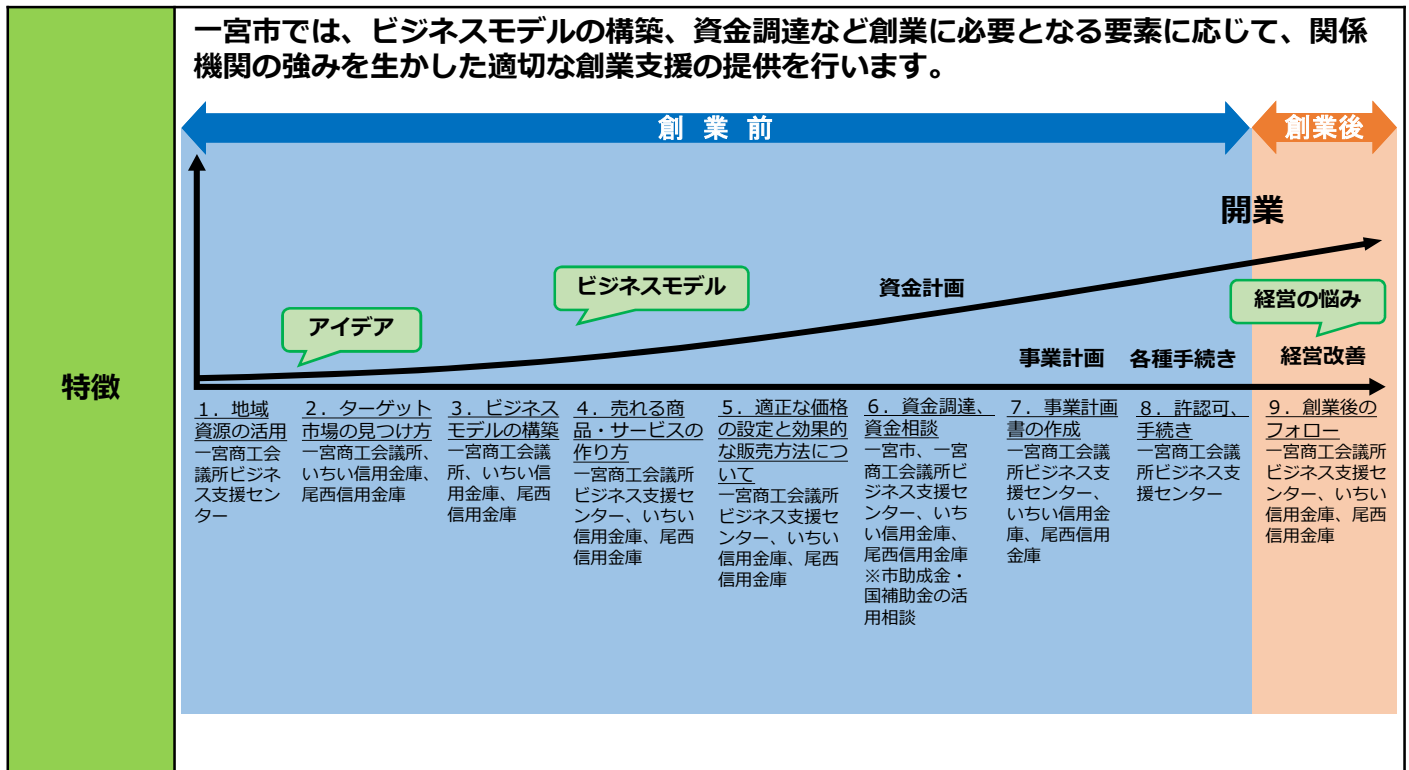 一宮市では、ビジネスモデルの構築、資金調達など創業に必要となる要素に応じて、関係
機関の強みを生かした適切な創業支援の提供を行います。
創業前
創業後
開業
ビジネスモデル
資金計画
経営の悩み
アイデア
事業計画
各種手続き
経営改善
特徴
１．地域
資源の活用
一宮商工会
議所ビジネ
ス支援セン
ター
２．ターゲット
市場の見つけ方
一宮商工会議所、
いちい信用金庫、
尾西信用金庫
３．ビジネス
モデルの構築
一宮商工会議
所、いちい信
用金庫、尾西
信用金庫
４．売れる商
品・サービスの
作り方
一宮商工会議所
ビジネス支援セ
ンター、いちい
信用金庫、尾西
信用金庫
５．適正な価格
の設定と効果的
な販売方法につ
いて
一宮商工会議所
ビジネス支援セ
ンター、いちい
信用金庫、尾西
信用金庫
６．資金調達、
資金相談
一宮市、一宮
商工会議所ビ
ジネス支援セ
ンター、いち
い信用金庫、
尾西信用金庫
※市助成金・
国補助金の活
用相談
７．事業計画
書の作成
一宮商工会議
所ビジネス支
援センター、
いちい信用金
庫、尾西信用
金庫
８．許認可、
手続き
一宮商工会議
所ビジネス支
援センター
９．創業後の
フォロー
一宮商工会議所
ビジネス支援セ
ンター、いちい
信用金庫、尾西
信用金庫